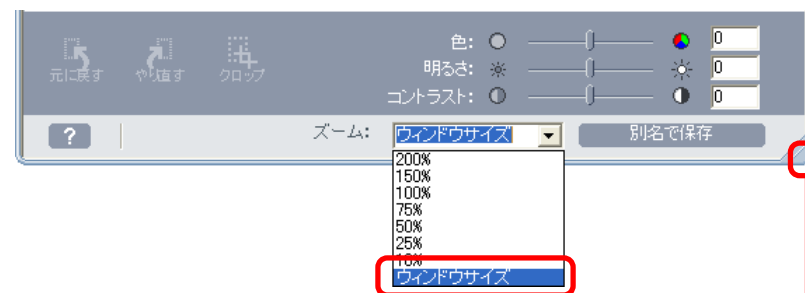 色: 0
元に戻す やり直す クロップ 明るさ: 0
コントラスト: 0
? ズーム: ウィンドウサイズ 別名で保存
200%
150%
100%
75%
50%
25%
10%
ウィンドウサイズ